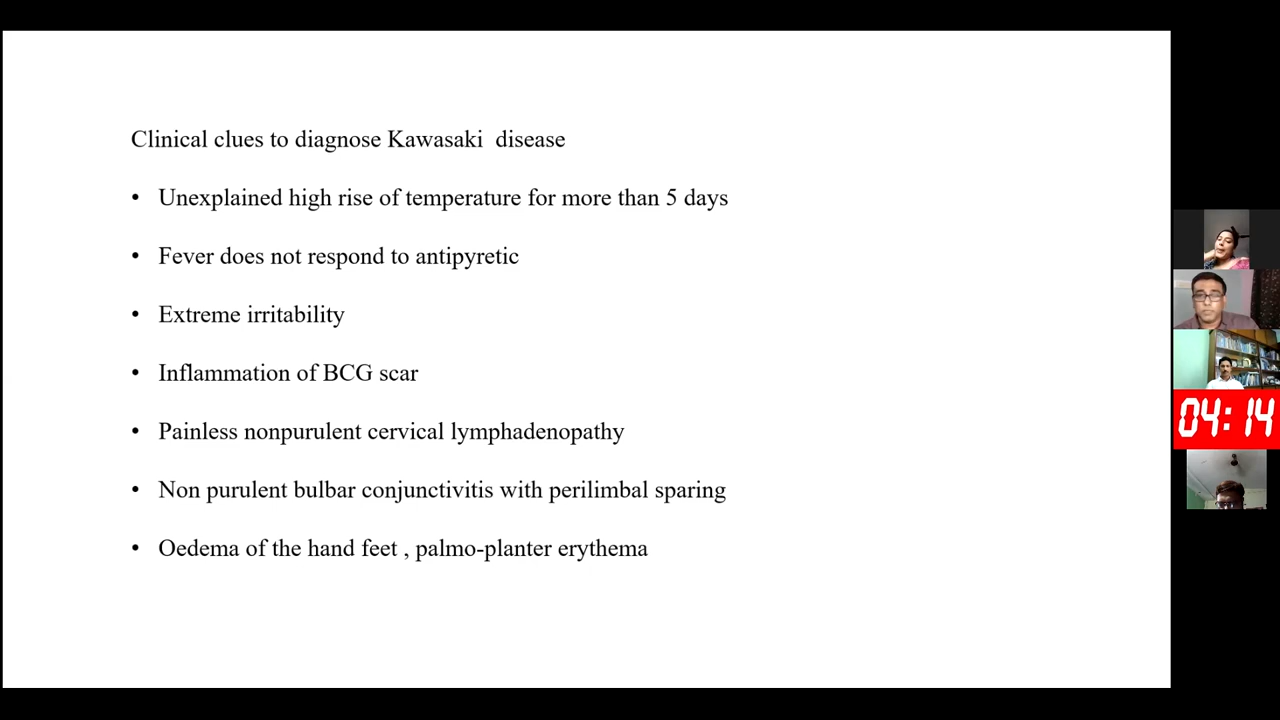 Clinical clues to diagnose Kawasaki  disease
• Unexplained high rise of temperature for more than 5 days
• Fever does not respond to antipyretic
• Extreme irritability
• Inflammation of BCG scar
• Painless nonpurulent cervical lymphadenopathy
• Non purulent bulbar conjunctivitis with perilimbal sparing
• Oedema of the hand feet , palmo-planter erythema
04:14